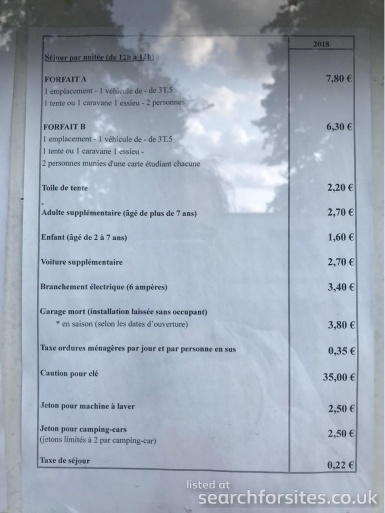 2018
Séjour par nuitée (de 12h à 12h)
FORFAIT A 7,80 €
1 emplacement - 1 véhicule de - de 3T.5
1 tente ou 1 caravane 1 essieu - 2 personnes
FORFAIT B 6,30 €
1 emplacement - 1 véhicule de - de 3T.5
1 tente ou 1 caravane 1 essieu -
2 personnes munies d'une carte étudiant chacune
Toile de tente 2,20 €
Adulte supplémentaire (âgé de plus de 7 ans) 2,70 €
Enfant (âgé de 2 à 7 ans) 1,60 €
Voiture supplémentaire 2,70 €
Branchement électrique (6 ampères) 3,40 €
Garage mort (installation laissée sans occupant)
* en saison (selon les dates d'ouverture) 3,80 €
Taxe ordures ménagères par jour et par personne en sus 0,35 €
Caution pour clé 35,00 €
Jeton pour machine à laver 2,50 €
Jeton pour camping-cars 2,50 €
(jetons limités à 2 par camping-car)
Taxe de séjour 0,22 €
listed at
searchforsites.co.uk